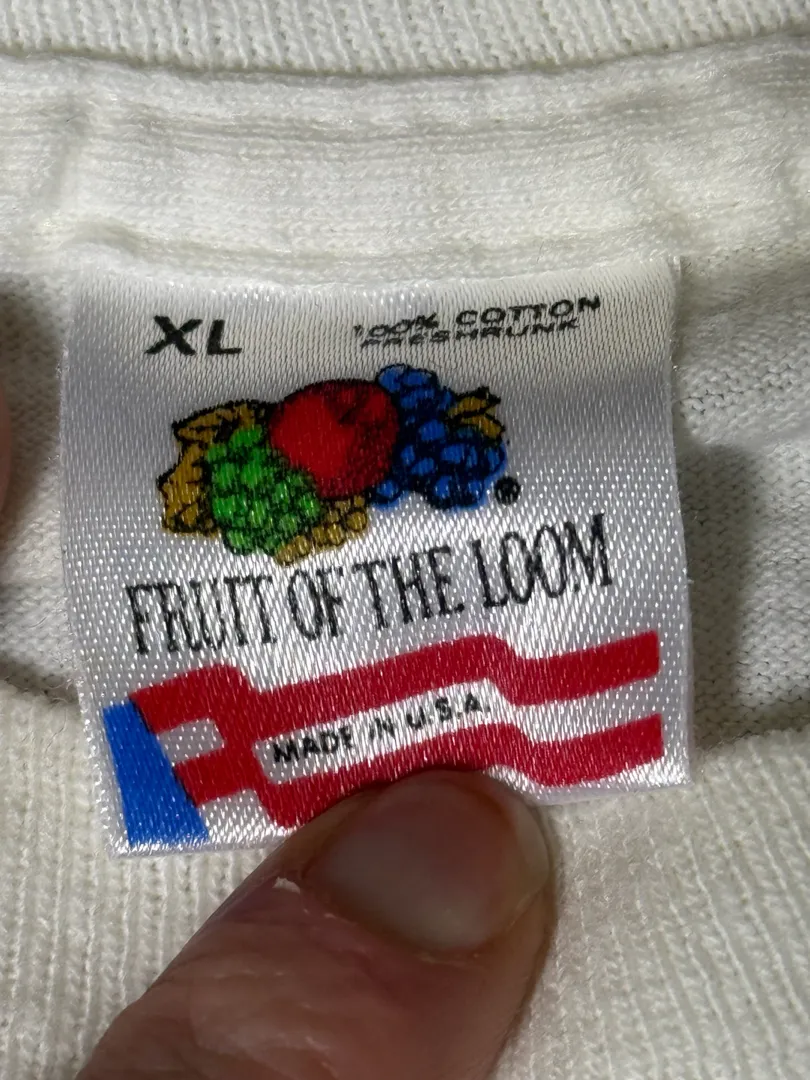 XL
100% COTTON
PRESHRUNK
®
FRUIT OF THE LOOM
MADE IN U.S.A.